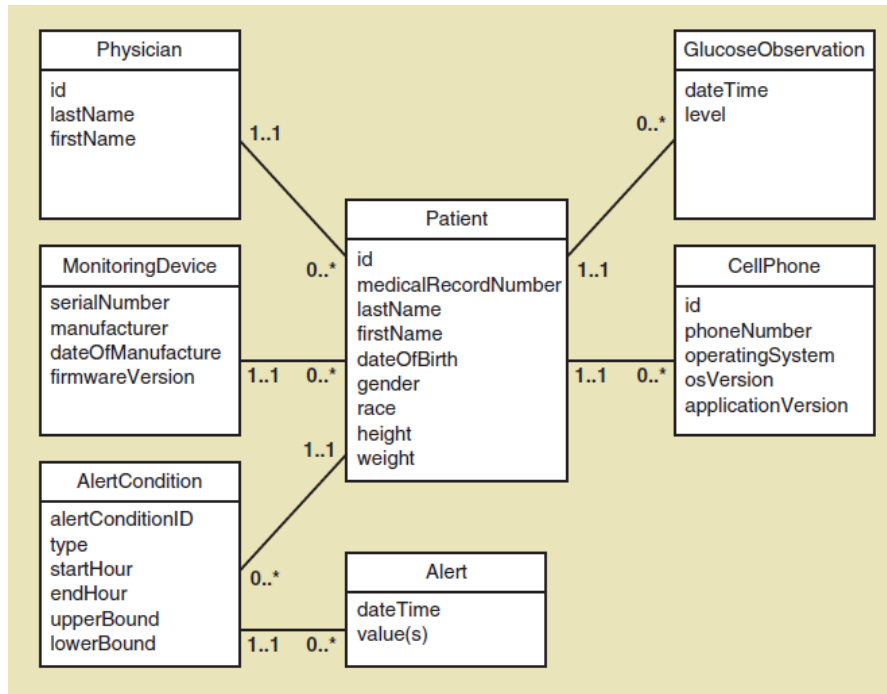 Physician
id
lastName
firstName
1..1
0..*
GlucoseObservation
dateTime
level
0..*
1..1
Patient
id
medicalRecordNumber
lastName
firstName
dateOfBirth
gender
race
height
weight
MonitoringDevice
serialNumber
manufacturer
dateOfManufacture
firmwareVersion
1..1 0..*
CellPhone
id
phoneNumber
operatingSystem
osVersion
applicationVersion
1..1 0..*
AlertCondition
alertConditionID
type
startHour
endHour
upperBound
lowerBound
1..1
0..*
1..1 0..*
Alert
dateTime
value(s)